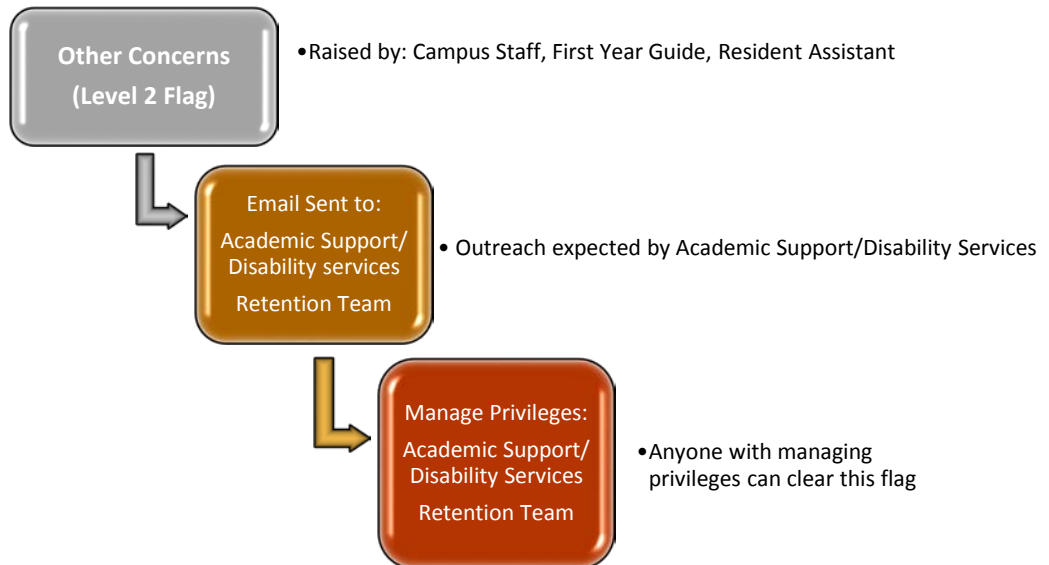 Other Concerns
(Level 2 Flag)
•Raised by: Campus Staff, First Year Guide, Resident Assistant
Email Sent to:
Academic Support/
Disability services
Retention Team
• Outreach expected by Academic Support/Disability Services
Manage Privileges:
Academic Support/
Disability Services
Retention Team
•Anyone with managing
privileges can clear this flag